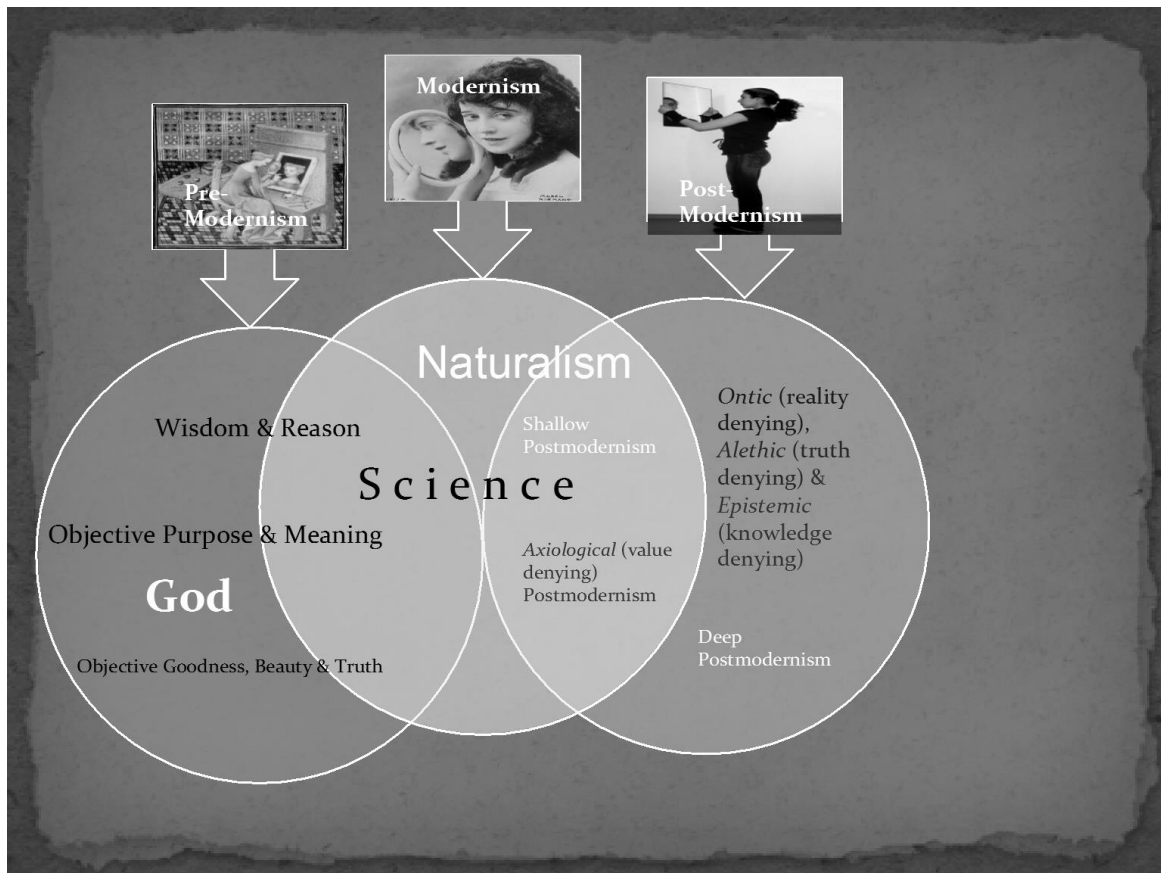 Pre-
Modernism
Modernism
Post-
Modernism
Naturalism
Wisdom & Reason
Shallow
Postmodernism
Science
Objective Purpose & Meaning
God
Objective Goodness, Beauty & Truth
Axiological (value
denying)
Postmodernism
Ontic (reality
denying),
Alethic (truth
denying) &
Epistemic
(knowledge
denying)
Deep
Postmodernism